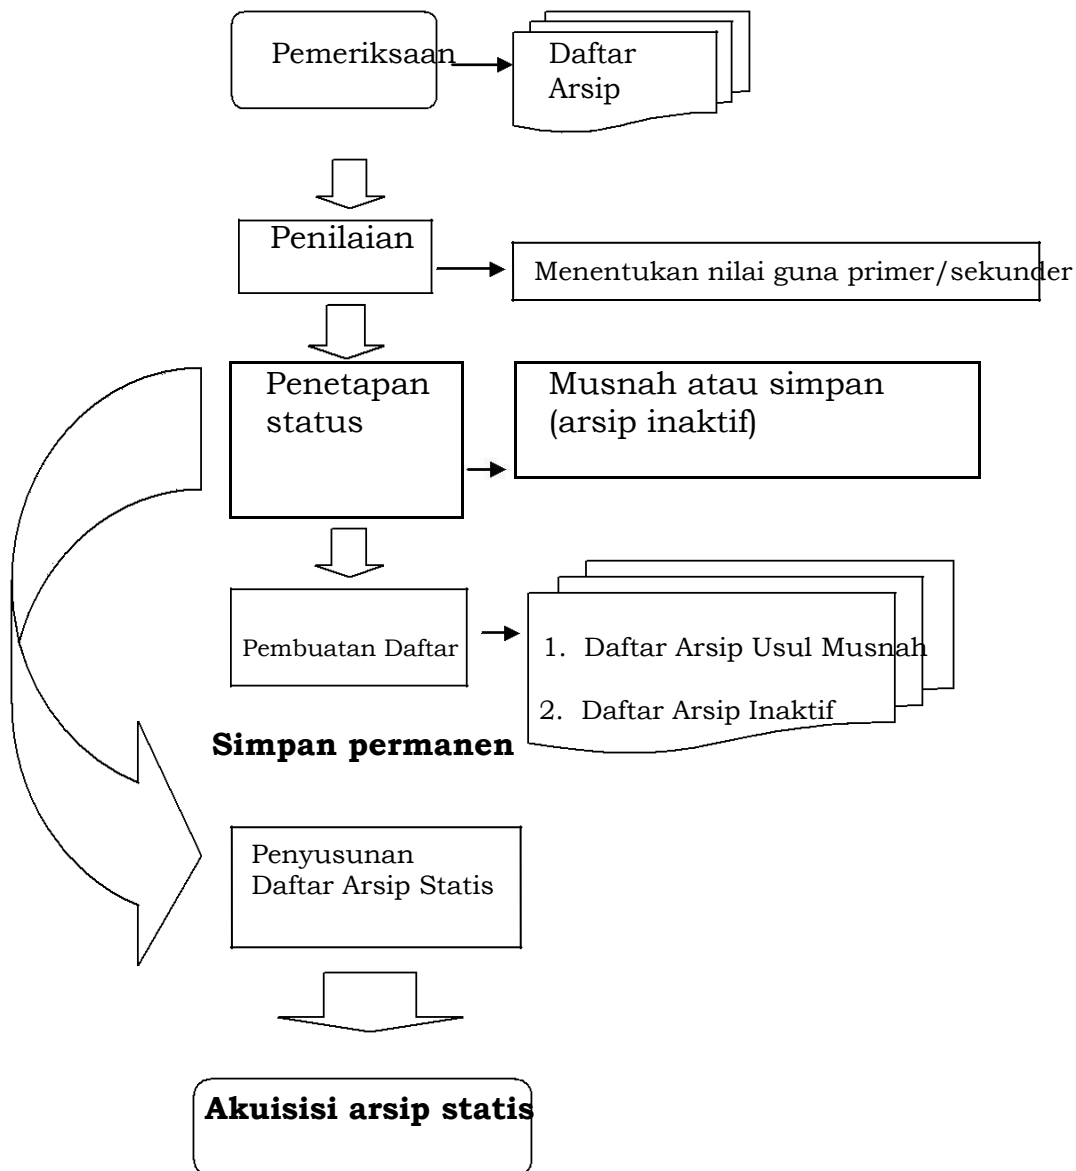 Pemeriksaan
Daftar
Arsip
Penilaian
Menentukan nilai guna primer/sekunder
Penetapan
status
Musnah atau simpan
(arsip inaktif)
Pembuatan Daftar
1. Daftar Arsip Usul Musnah
2. Daftar Arsip Inaktif
Simpan permanen
Penyusunan
Daftar Arsip Statis
Akuisisi arsip statis